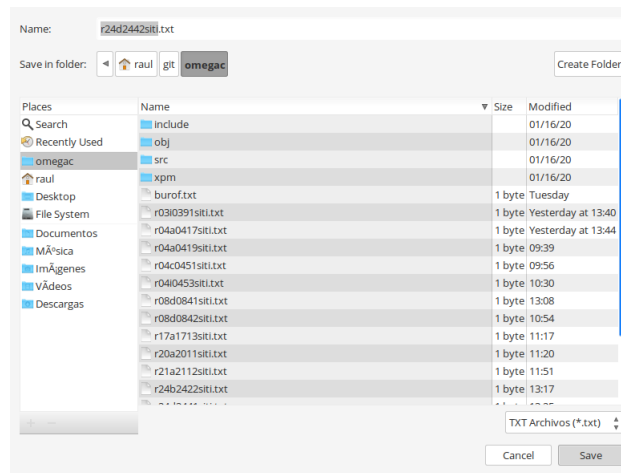 Name: r24d2442siti.txt
Save in folder: raul git omegac Create Folder
Places Name Size Modified
Search include 01/16/20
Recently Used obj 01/16/20
omegac src 01/16/20
raul xpm 01/16/20
Desktop burof.txt 1 byte Tuesday
File System r03i0391siti.txt 1 byte Yesterday at 13:40
Documentos r04a0417siti.txt 1 byte Yesterday at 13:44
Música r04a0419siti.txt 1 byte 09:39
ImÃ¡genes r04c0451siti.txt 1 byte 09:56
VÃdeos r04i0453siti.txt 1 byte 10:30
Descargas r08d0841siti.txt 1 byte 13:08
r08d0842siti.txt 1 byte 10:54
r17a1713siti.txt 1 byte 11:17
r20a2011siti.txt 1 byte 11:20
r21a2112siti.txt 1 byte 11:51
r24b2422siti.txt 1 byte 13:17
TXT Archivos (*.txt)
Cancel Save